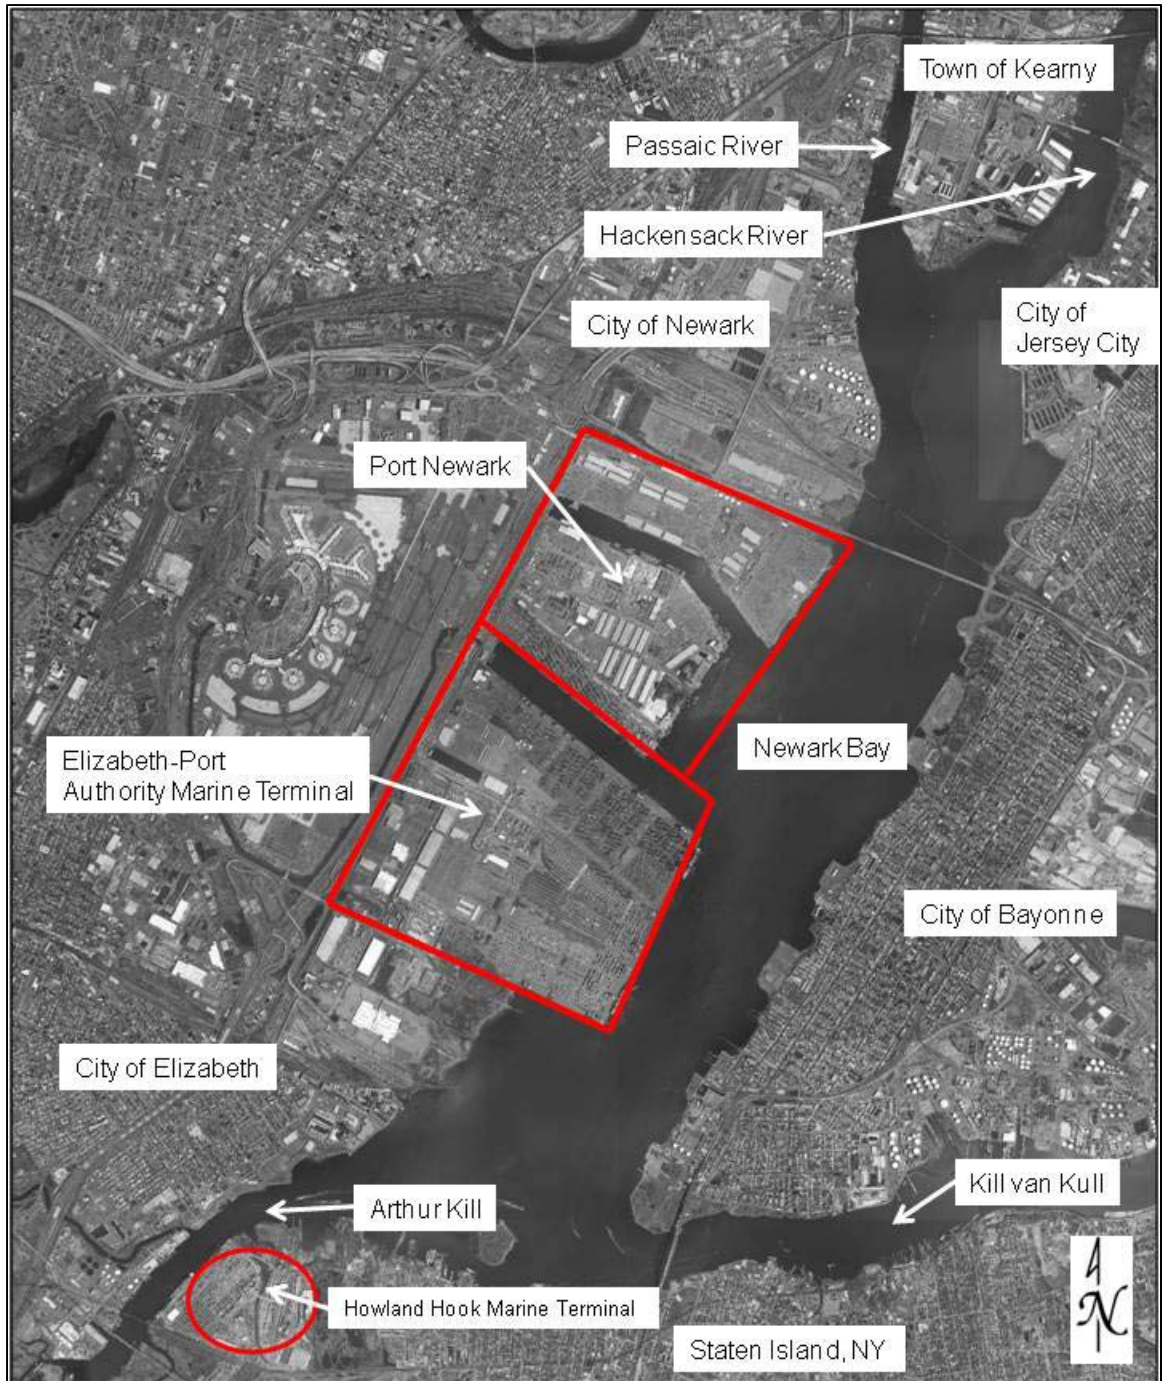 Town of Kearny
Passaic River
Hackensack River
City of Newark
City of
Jersey City
Port Newark
Newark Bay
Elizabeth-Port
Authority Marine Terminal
City of Bayonne
City of Elizabeth
Kill van Kull
Arthur Kill
Howland Hook Marine Terminal
Staten Island, NY
N